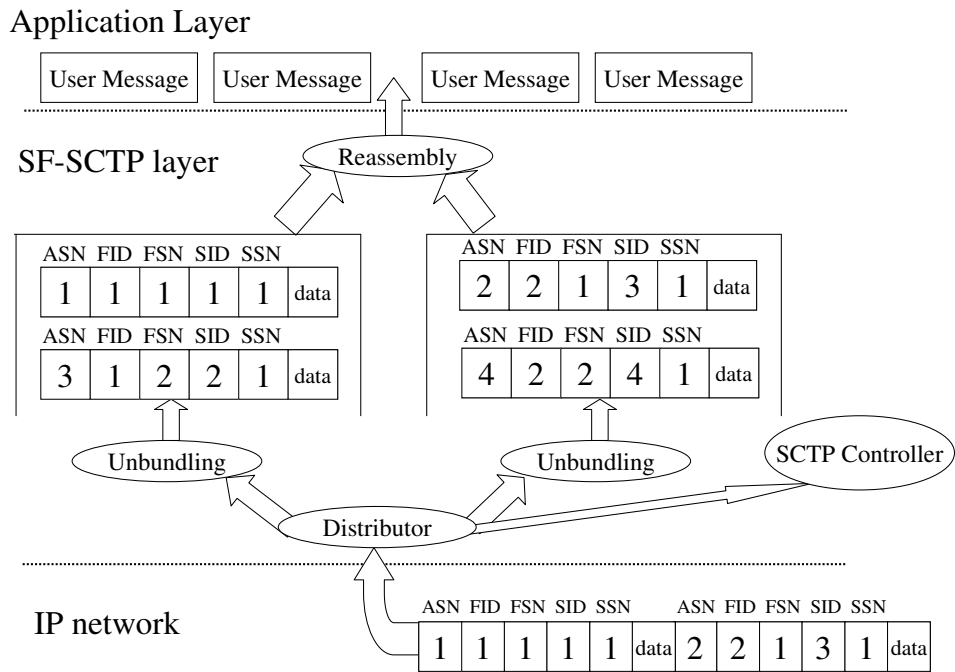 Application Layer
User Message User Message User Message User Message
SF-SCTP layer
Reassembly
ASN FID FSN SID SSN
1 1 1 1 1 data
ASN FID FSN SID SSN
3 1 2 2 1 data
ASN FID FSN SID SSN
2 2 1 3 1 data
ASN FID FSN SID SSN
4 2 2 4 1 data
Unbundling
Unbundling
SCTP Controller
Distributor
IP network
ASN FID FSN SID SSN ASN FID FSN SID SSN
1 1 1 1 1 data 2 2 1 3 1 data